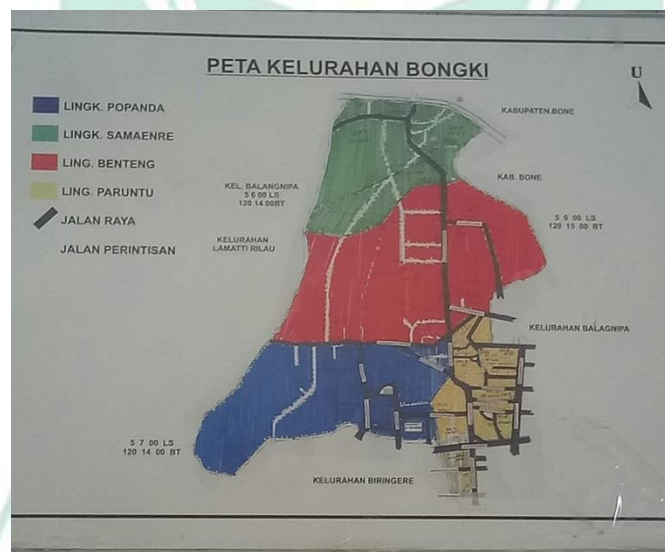 PETA KELURAHAN BONGKI
U
LINGK. POPANDA
LINGK. SAMAENRE
LING. BENTENG
LING. PARUNTU
JALAN RAYA
JALAN PERINTISAN
KABUPATEN.BONE
KAB. BONE
KEL. BALANGNIPA
5 6 00 LS
120 14 00BT
5 6 00 LS
120 15 00 BT
KELURAHAN
LAMATTI RILAU
KELURAHAN BALAGNIPA
5 7 00 LS
120 14 00 BT
KELURAHAN BIRINGERE